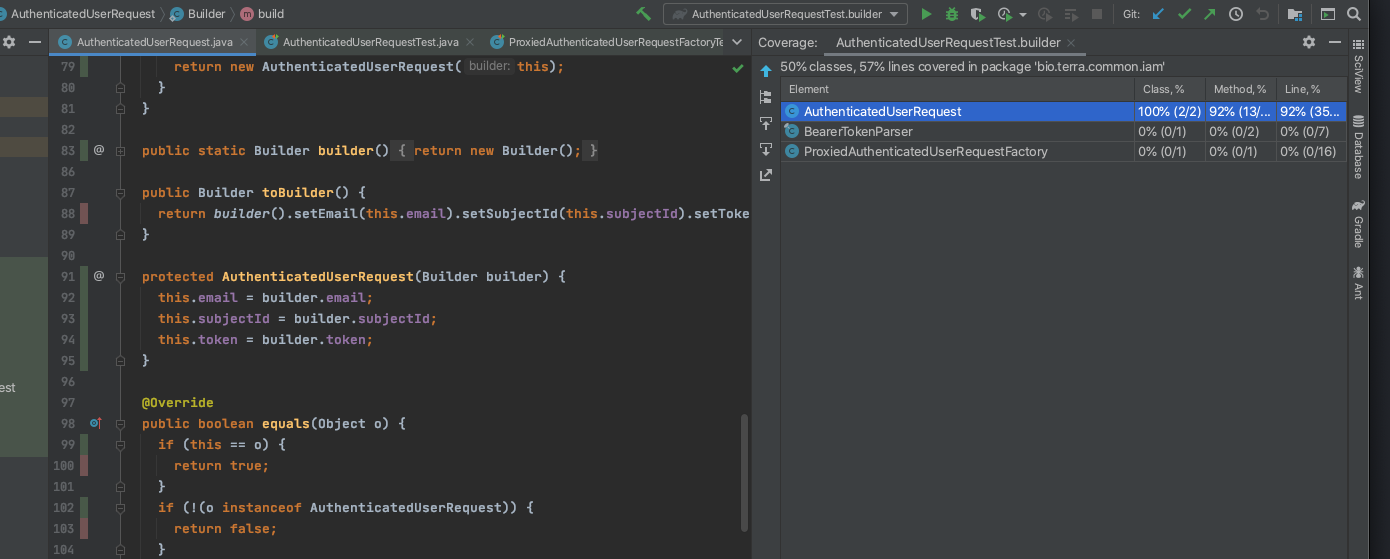 AuthenticatedUserRequest Builder build
AuthenticatedUserRequestTest.builder Git:
AuthenticatedUserRequest.java AuthenticatedUserRequestTest.java ProxiedAuthenticatedUserRequestFactoryTe
79 return new AuthenticatedUserRequest( builder: this);
80 }
81 }
82
83 @ public static Builder builder() { return new Builder(); }
86
87 public Builder toBuilder() {
88 return builder().setEmail(this.email).setSubjectId(this.subjectId).setToke
89 }
90
91 @ protected AuthenticatedUserRequest(Builder builder) {
92 this.email = builder.email;
93 this.subjectId = builder.subjectId;
94 this.token = builder.token;
95 }
96
97 @Override
98 public boolean equals(Object o) {
99 if (this == o) {
100 return true;
101 }
102 if (!(o instanceof AuthenticatedUserRequest)) {
103 return false;
104 }
est
Coverage: AuthenticatedUserRequestTest.builder
50% classes, 57% lines covered in package 'bio.terra.common.iam'
Element Class, % Method, % Line, %
AuthenticatedUserRequest 100% (2/2) 92% (13/... 92% (35...
BearerTokenParser 0% (0/1) 0% (0/2) 0% (0/7)
ProxiedAuthenticatedUserRequestFactory 0% (0/1) 0% (0/1) 0% (0/16)
SciView
Database
Gradle
Ant